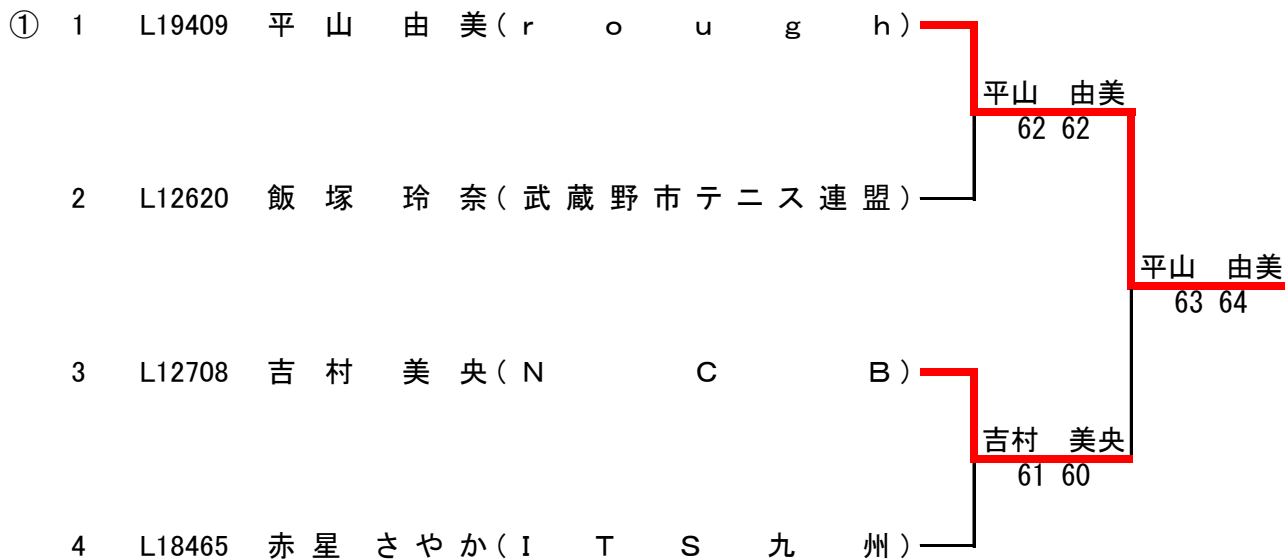 ① 1 L19409 平 山 由 美(r o u g h)
平山 由美
62 62
2 L12620 飯 塚 玲 奈(武蔵野市テニス連盟)
平山 由美
63 64
3 L12708 吉 村 美 央(N C B)
吉村 美央
61 60
4 L18465 赤 星 さ や か(I T S 九 州)